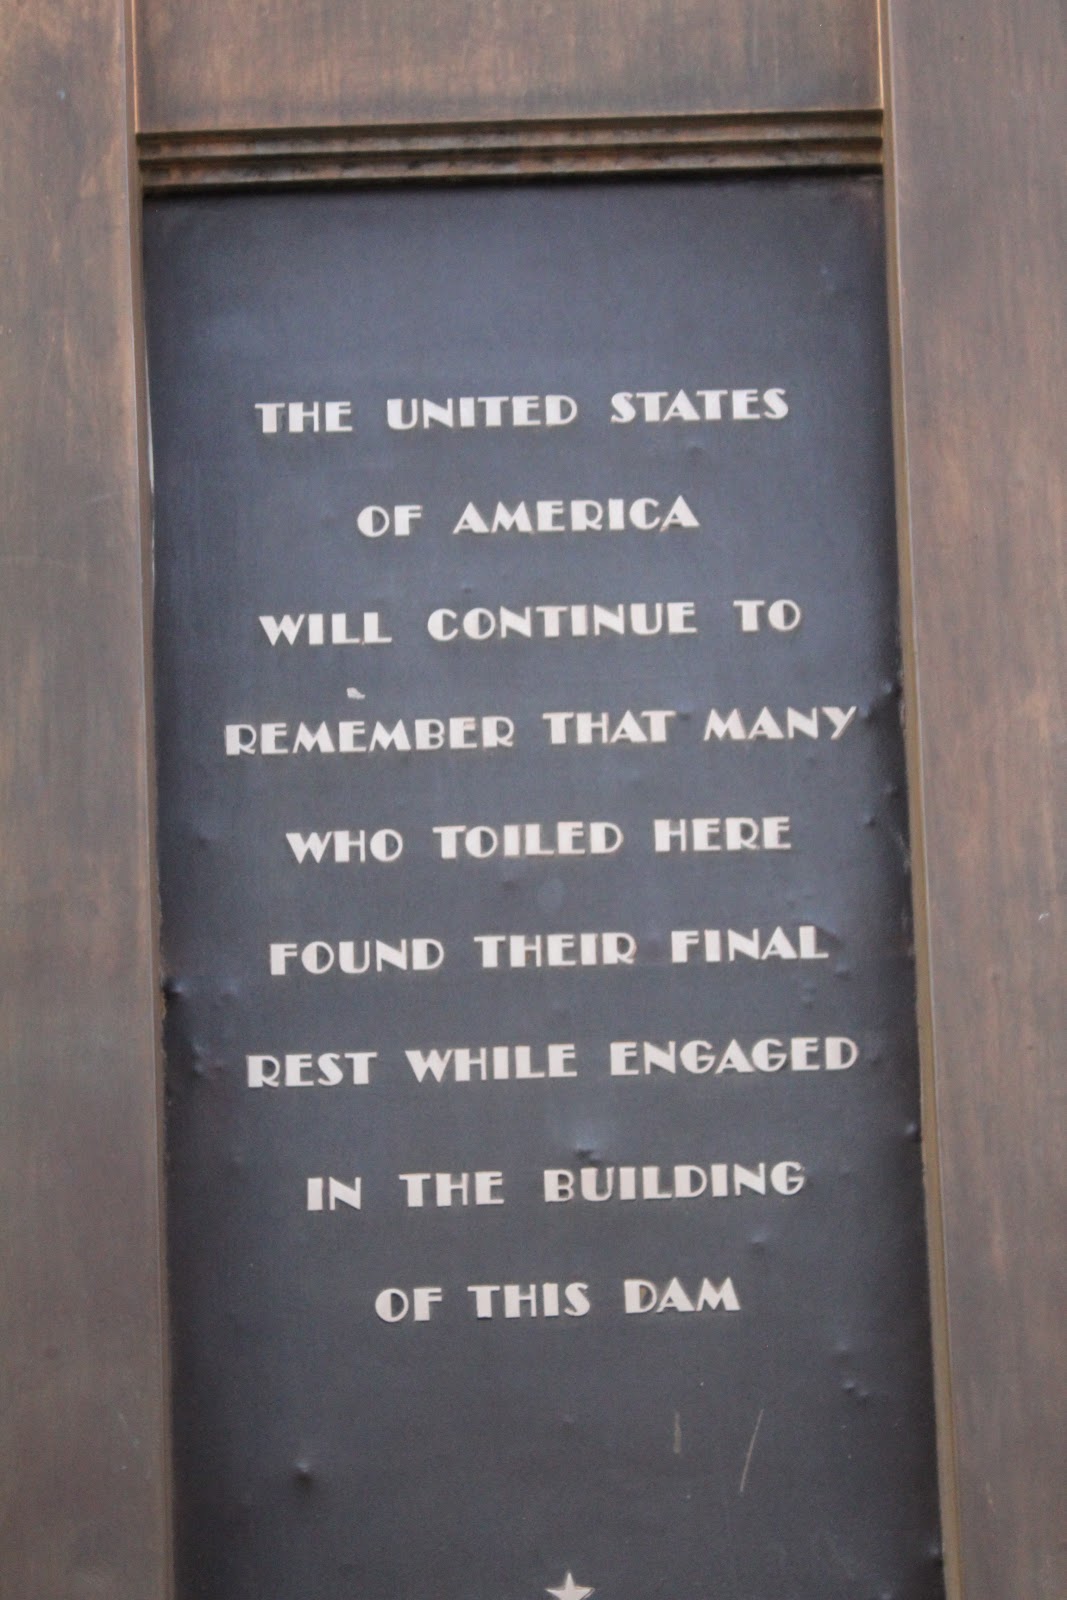 THE UNITED STATES
OF AMERICA
WILL CONTINUE TO
REMEMBER THAT MANY
WHO TOILED HERE
FOUND THEIR FINAL
REST WHILE ENGAGED
IN THE BUILDING
OF THIS DAM